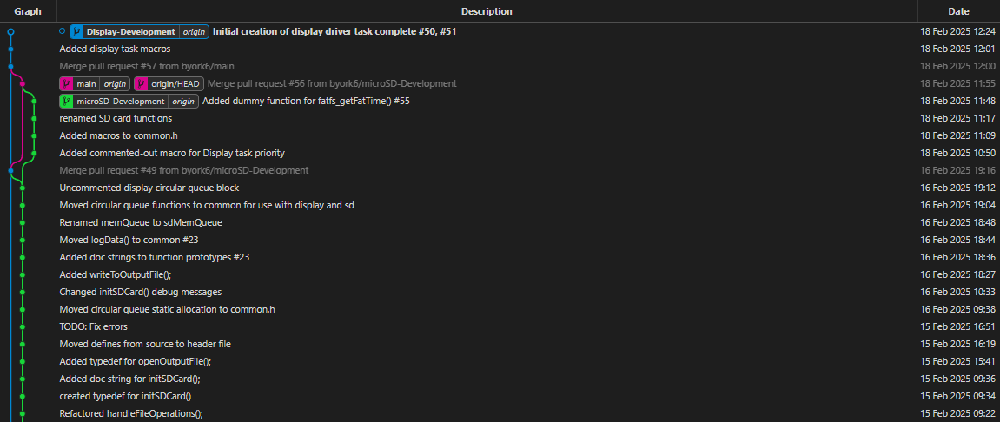 Graph Description Date
Display-Development origin Initial creation of display driver task complete #50, #51 18 Feb 2025 12:24
Added display task macros 18 Feb 2025 12:01
Merge pull request #57 from byork6/main 18 Feb 2025 12:00
main origin origin/HEAD Merge pull request #56 from byork6/microSD-Development 18 Feb 2025 11:55
microSD-Development origin Added dummy function for fatfs_getFatTime() #55 18 Feb 2025 11:48
renamed SD card functions 18 Feb 2025 11:17
Added macros to common.h 18 Feb 2025 11:09
Added commented-out macro for Display task priority 18 Feb 2025 10:50
Merge pull request #49 from byork6/microSD-Development 16 Feb 2025 19:16
Uncommented display circular queue block 16 Feb 2025 19:12
Moved circular queue functions to common for use with display and sd 16 Feb 2025 19:04
Renamed memQueue to sdMemQueue 16 Feb 2025 18:48
Moved logData() to common #23 16 Feb 2025 18:44
Added doc strings to function prototypes #23 16 Feb 2025 18:36
Added writeToOutputFile(); 16 Feb 2025 18:27
Changed initSDCard() debug messages 16 Feb 2025 10:33
Moved circular queue static allocation to common.h 16 Feb 2025 09:38
TODO: Fix errors 15 Feb 2025 16:51
Moved defines from source to header file 15 Feb 2025 16:19
Added typedef for openOutputFile(); 15 Feb 2025 15:41
Added doc string for initSDCard(); 15 Feb 2025 09:36
created typedef for initSDCard() 15 Feb 2025 09:34
Refactored handleFileOperations(); 15 Feb 2025 09:22